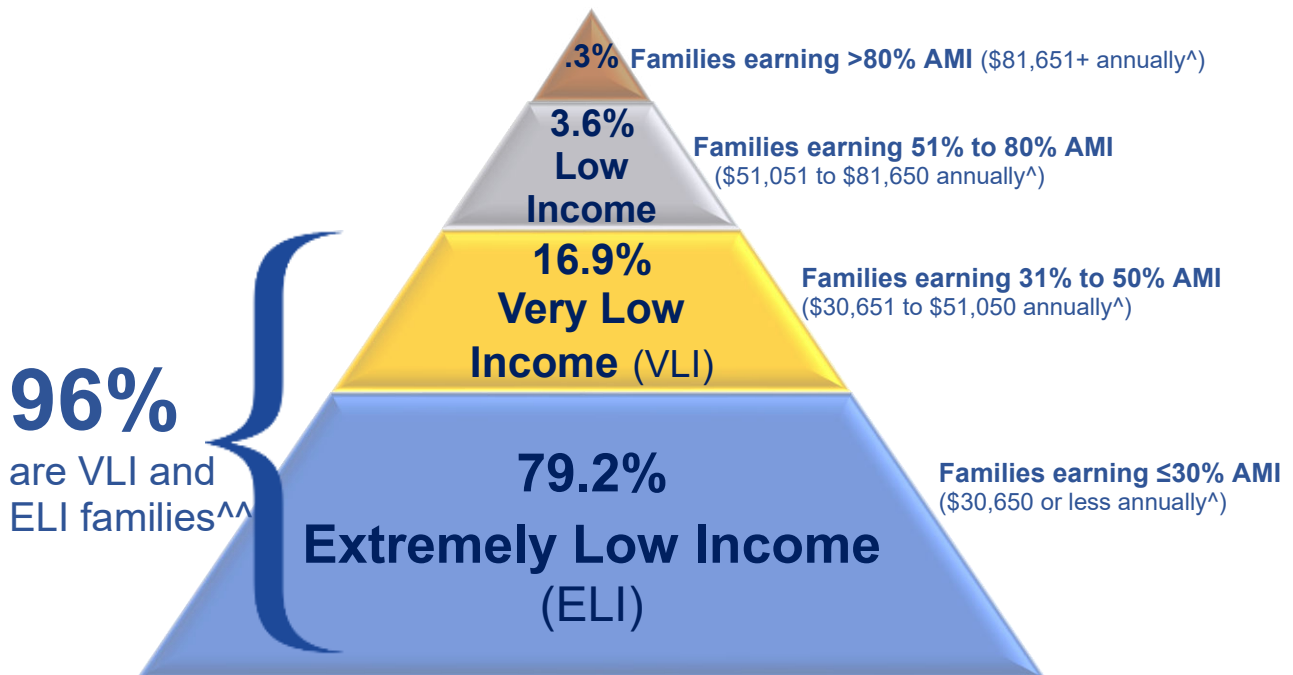 .3% Families earning >80% AMI ($81,651+ annually^)
3.6%
Low
Income
Families earning 51% to 80% AMI
($51,051 to $81,650 annually^)
16.9%
Very Low
Income (VLI)
Families earning 31% to 50% AMI
($30,651 to $51,050 annually^)
96%
are VLI and
ELI families^^
79.2%
Extremely Low Income
(ELI)
Families earning ≤30% AMI
($30,650 or less annually^)